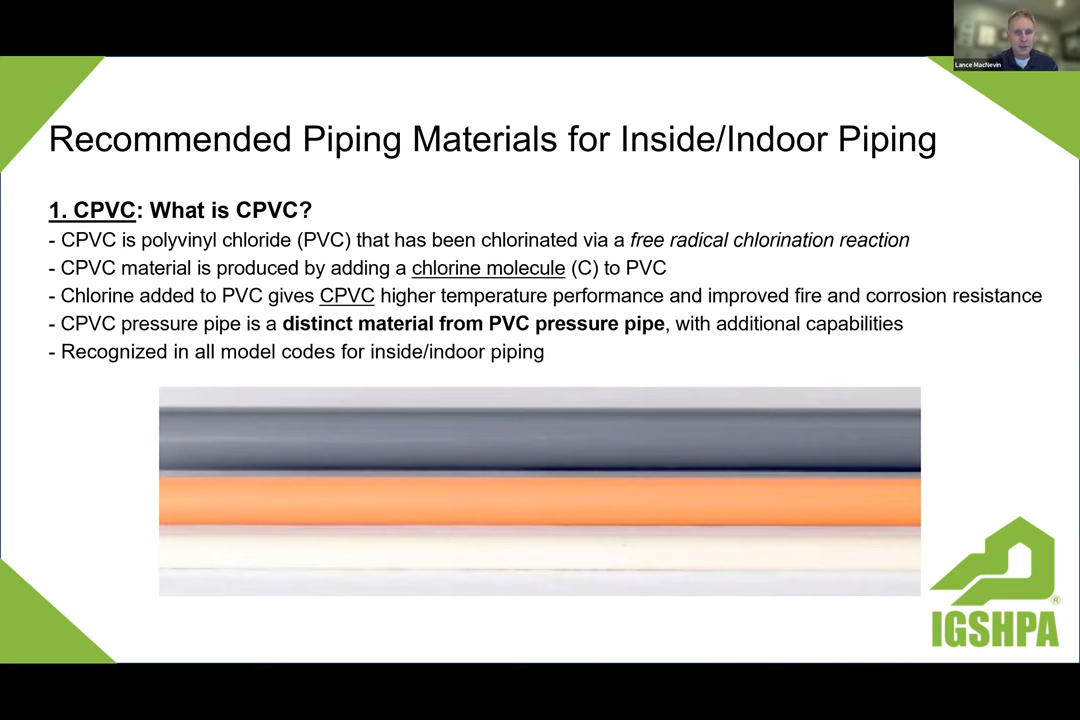 Lance MacNevin
Recommended Piping Materials for Inside/Indoor Piping
1. CPVC: What is CPVC?
- CPVC is polyvinyl chloride (PVC) that has been chlorinated via a free radical chlorination reaction
- CPVC material is produced by adding a chlorine molecule (C) to PVC
- Chlorine added to PVC gives CPVC higher temperature performance and improved fire and corrosion resistance
- CPVC pressure pipe is a distinct material from PVC pressure pipe, with additional capabilities
- Recognized in all model codes for inside/indoor piping
®
IGSHPA